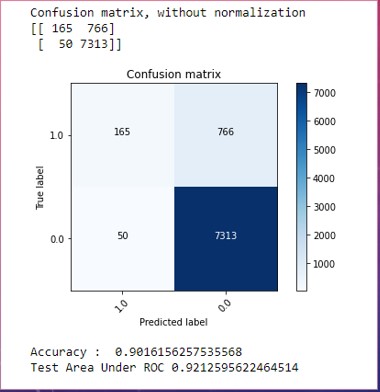 Confusion matrix, without normalization
[[ 165  766]
 [  50 7313]]
Confusion matrix
7000
6000
5000
4000
3000
2000
1000
1.0
165
766
True label
0.0
50
7313
1.0
0.0
Predicted label
Accuracy :  0.9016156257535568
Test Area Under ROC 0.9212595622464514